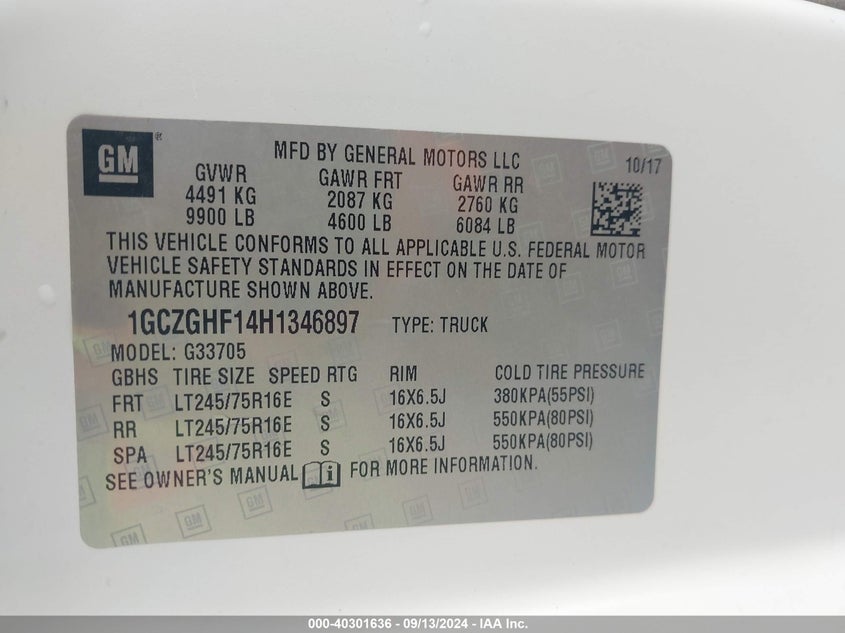 GM ®
MFD BY GENERAL MOTORS LLC 10/17
GVWR GAWR FRT GAWR RR
4491 KG 2087 KG 2760 KG
9900 LB 4600 LB 6084 LB
THIS VEHICLE CONFORMS TO ALL APPLICABLE U.S. FEDERAL MOTOR
VEHICLE SAFETY STANDARDS IN EFFECT ON THE DATE OF
MANUFACTURE SHOWN ABOVE.
1GCZGHF14H1346897 TYPE: TRUCK
MODEL: G33705
GBHS TIRE SIZE SPEED RTG RIM COLD TIRE PRESSURE
FRT LT245/75R16E S 16X6.5J 380KPA(55PSI)
RR LT245/75R16E S 16X6.5J 550KPA(80PSI)
SPA LT245/75R16E S 16X6.5J 550KPA(80PSI)
SEE OWNER'S MANUAL i FOR MORE INFORMATION.
GM GM GM GM
000-40301636 - 09/13/2024 - IAA Inc.